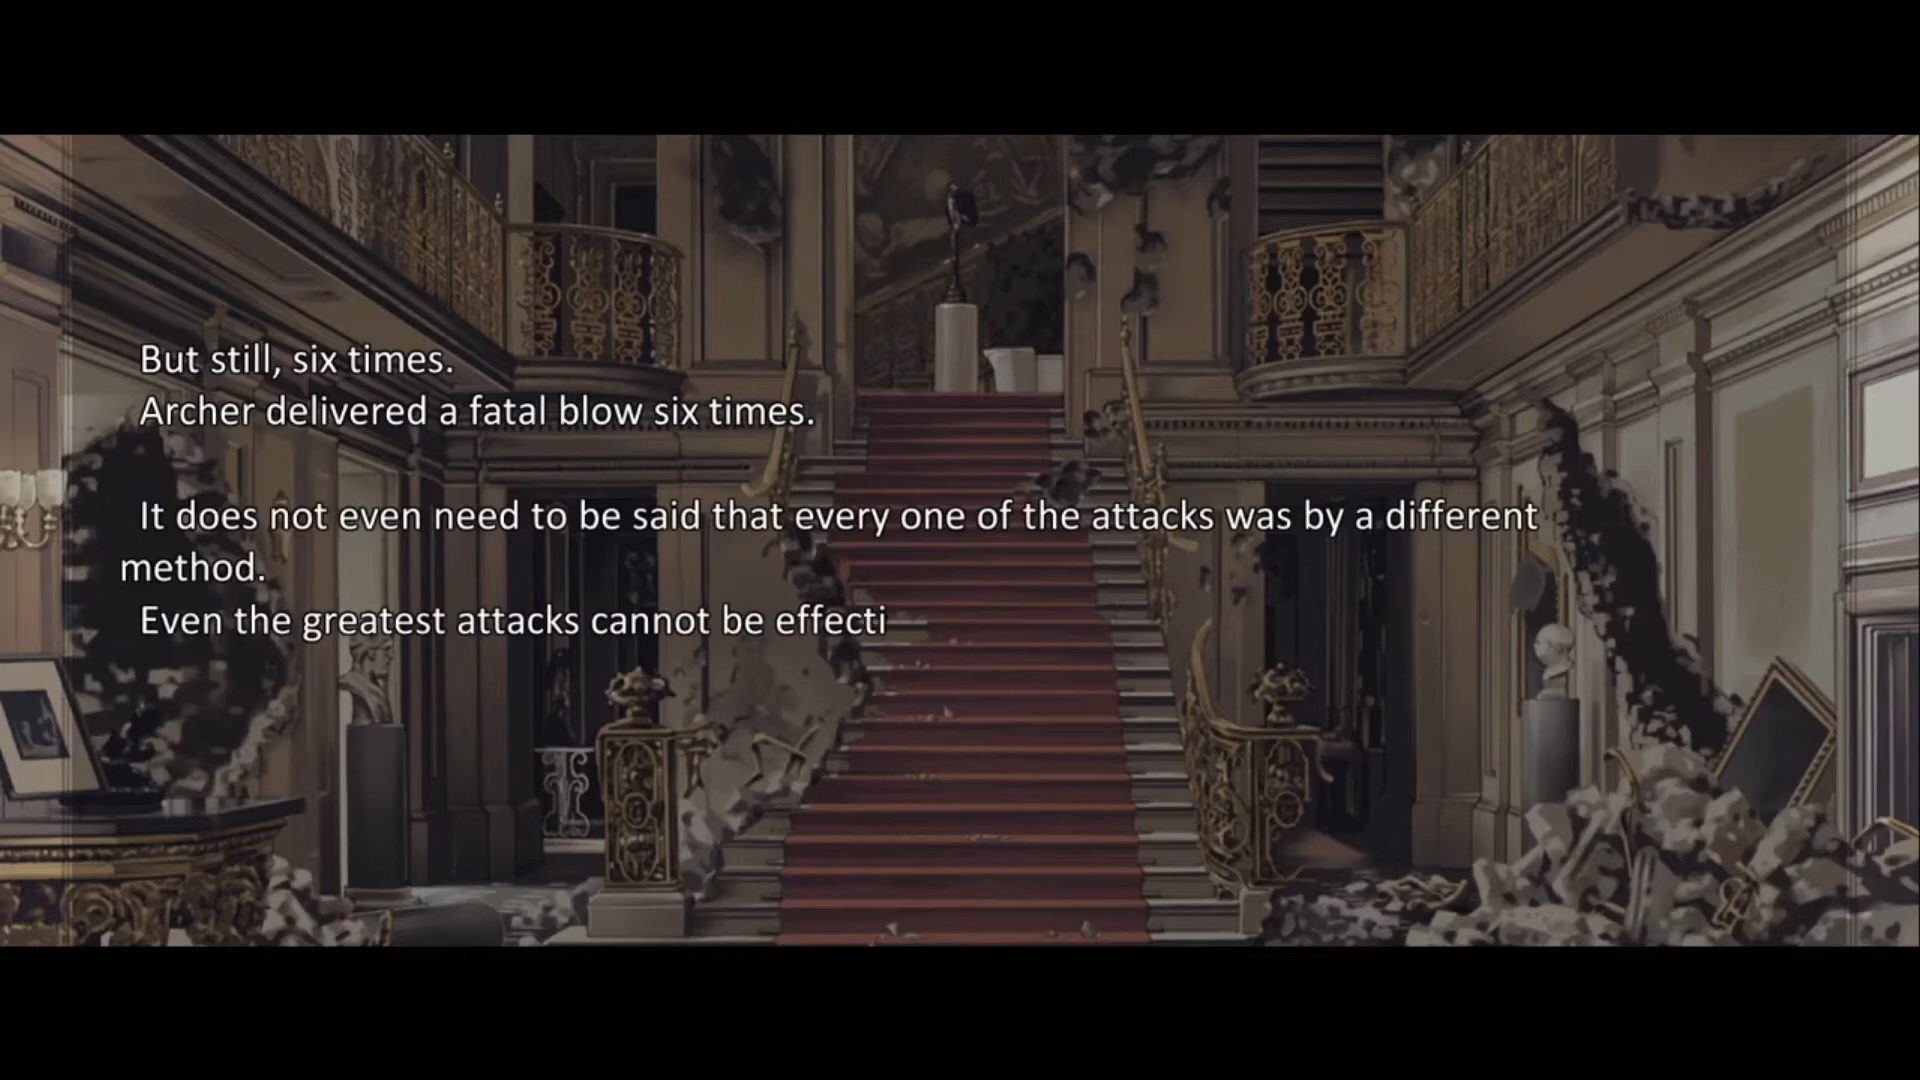 But still, six times.
Archer delivered a fatal blow six times.
It does not even need to be said that every one of the attacks was by a different
method.
Even the greatest attacks cannot be effecti